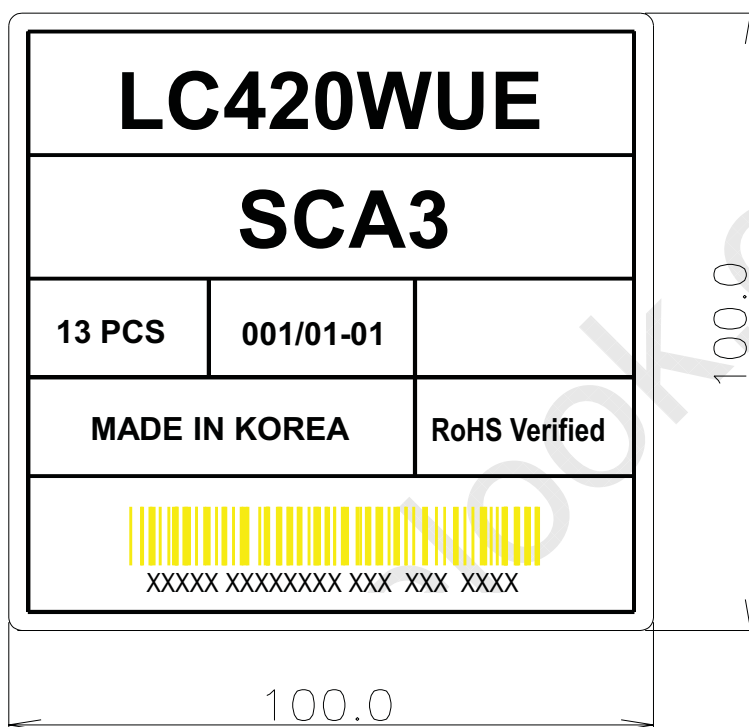 LC420WUE
SCA3
13 PCS 001/01-01
MADE IN KOREA RoHS Verified
XXXXX XXXXXXXX XXX XXX XXXX
100.0
100.0